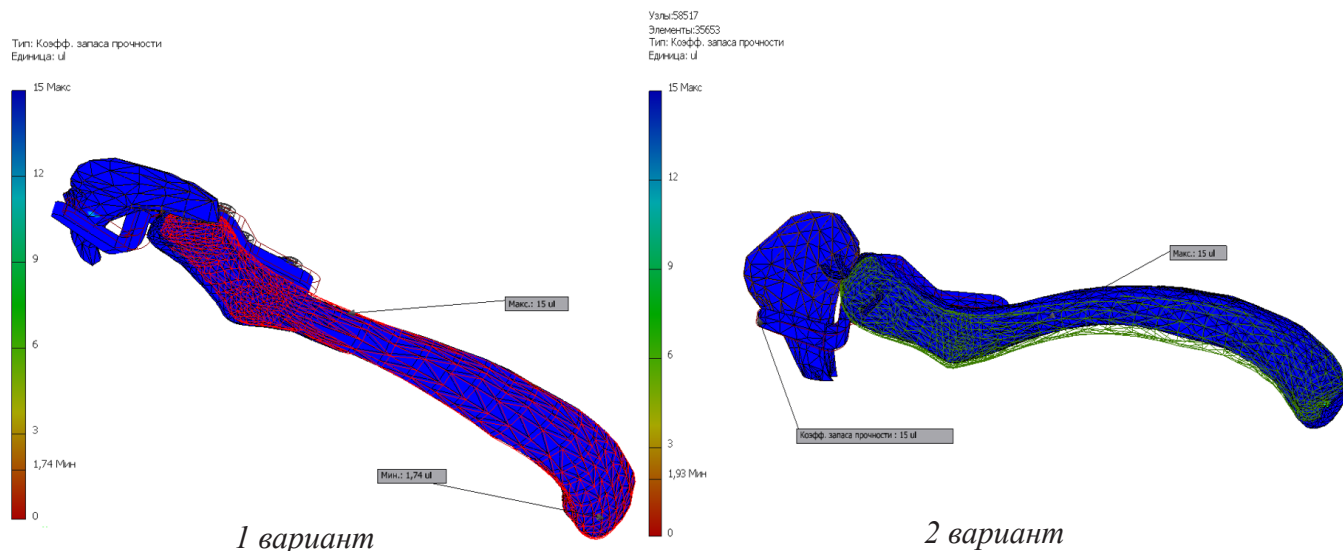 Тип: Коэфф. запаса прочности
Единица: ul
15 Макс
12
9
6
3
1,74 Мин
0
Макс.: 15 ul
Мин.: 1,74 ul
1 вариант
Узлы:58517
Элементы:35653
Тип: Коэфф. запаса прочности
Единица: ul
15 Макс
12
9
6
3
1,93 Мин
0
Макс.: 15 ul
Коэфф. запаса прочности : 15 ul
2 вариант